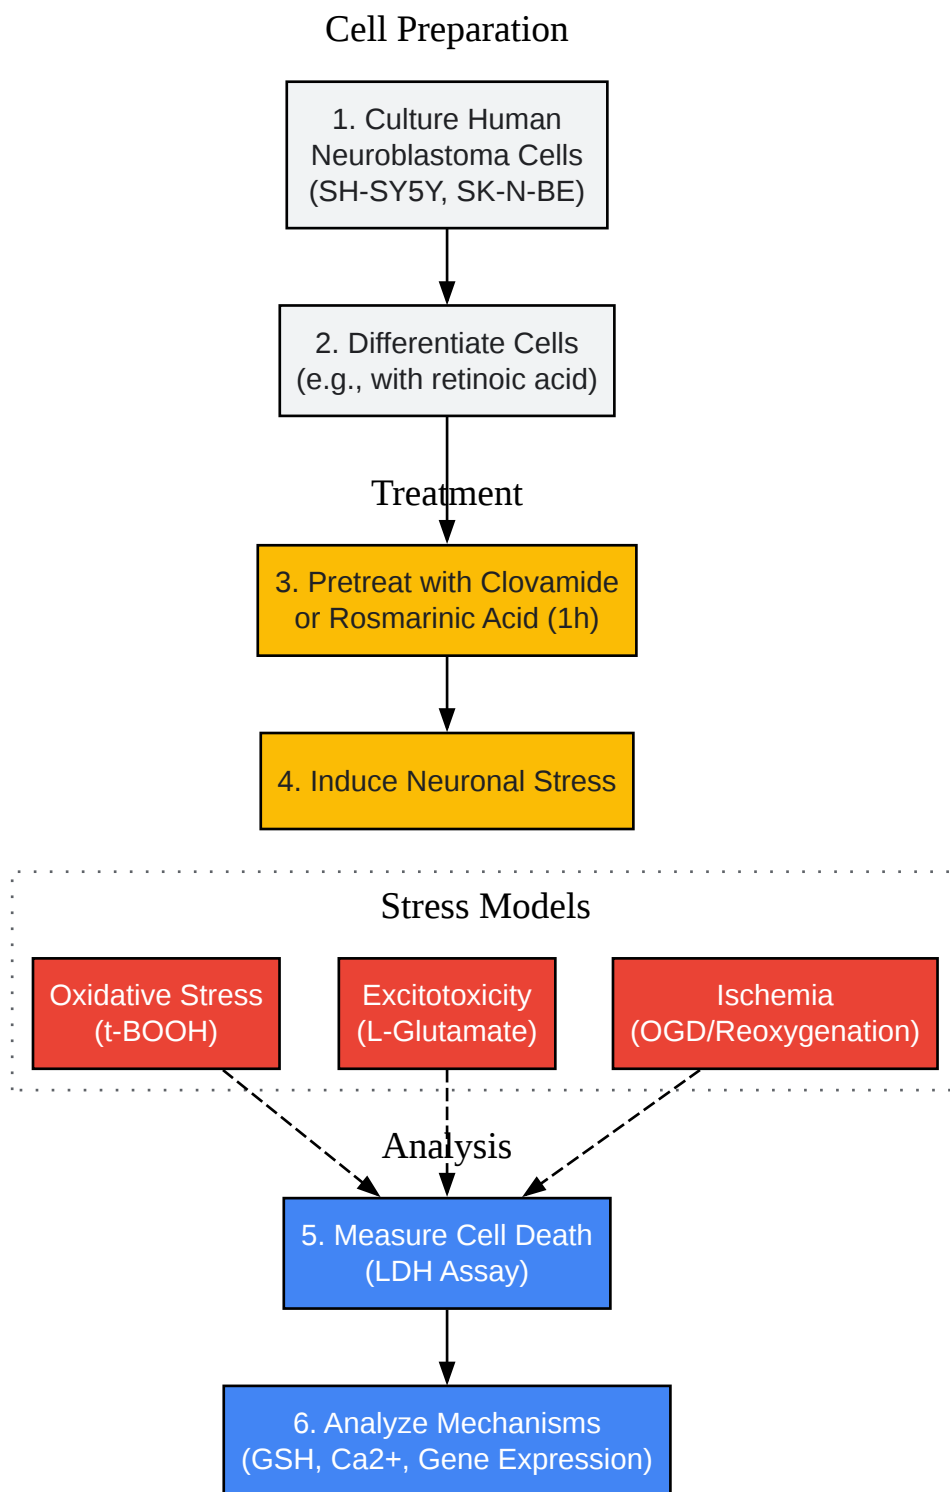 Cell Preparation
1. Culture Human
Neuroblastoma Cells
(SH-SY5Y, SK-N-BE)
2. Differentiate Cells
(e.g., with retinoic acid)
Treatment
3. Pretreat with Clovamide
or Rosmarinic Acid (1h)
4. Induce Neuronal Stress
Stress Models
Oxidative Stress
(t-BOOH)
Excitotoxicity
(L-Glutamate)
Ischemia
(OGD/Reoxygenation)
Analysis
5. Measure Cell Death
(LDH Assay)
6. Analyze Mechanisms
(GSH, Ca2+, Gene Expression)